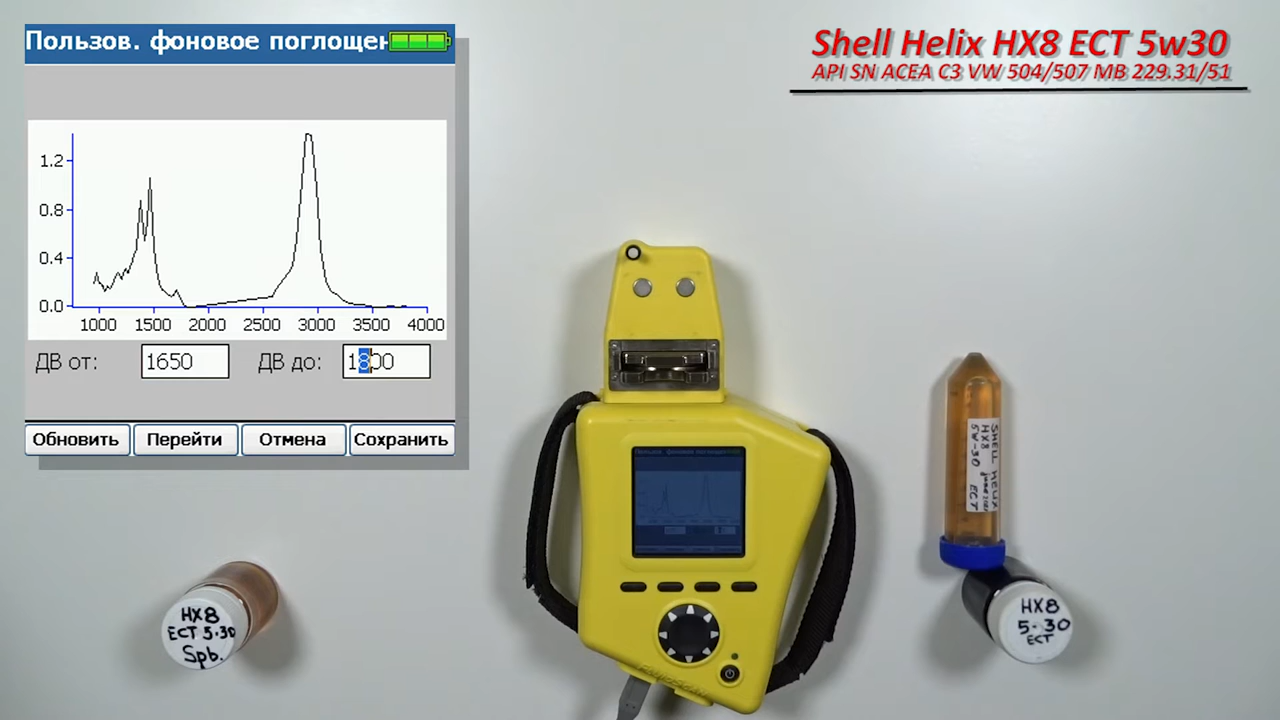 Пользов. фоновое поглощен
Shell Helix HX8 ECT 5w30
API SN ACEA C3 VW 504/507 MB 229.31/51
1.2
0.8
0.4
0.0
1000 1500 2000 2500 3000 3500 4000
ДВ от: 1650 ДВ до: 1800
Обновить Перейти Отмена Сохранить
SHELL HELIX
HX8
5W-30
ECT
HX8
ECT 5.30
Spb.
HX8
5-30
ECT